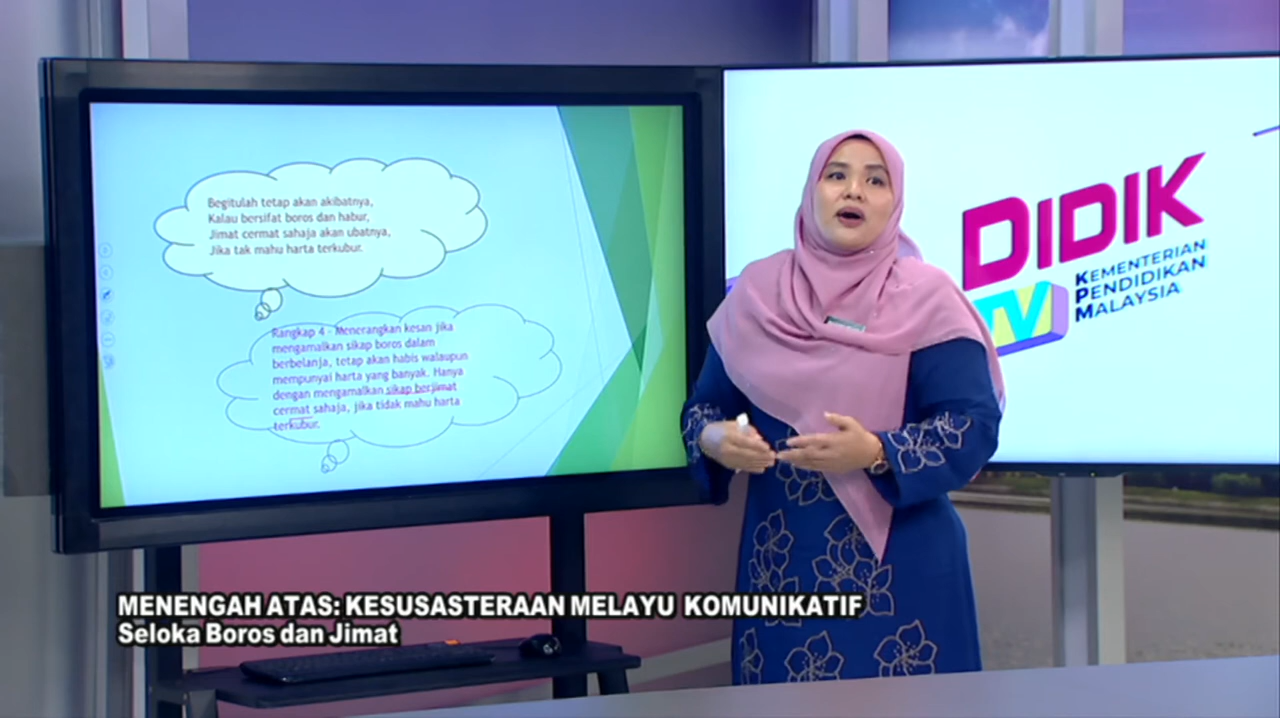 Begitulah tetap akan akibatnya,
Kalau bersifat boros dan habur,
Jimat cermat sahaja akan ubatnya,
Jika tak mahu harta terkubur.
Rangkap 4 - Menerangkan kesan jika
mengamalkan sikap boros dalam
berbelanja, tetap akan habis walaupun
mempunyai harta yang banyak. Hanya
dengan mengamalkan sikap berjimat
cermat sahaja, jika tidak mahu harta
terkubur.
DIDIK
TV
KEMENTERIAN
PENDIDIKAN
MALAYSIA
MENENGAH ATAS: KESUSASTERAAN MELAYU KOMUNIKATIF
Seloka Boros dan Jimat